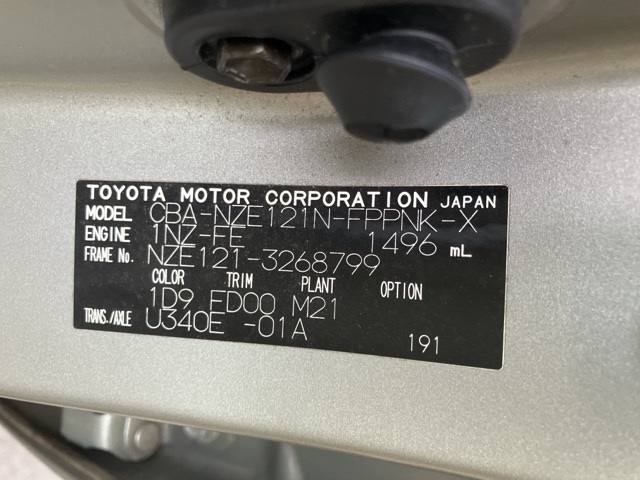 TOYOTA MOTOR CORPORATION JAPAN
MODEL CBA-NZE121N-FPPNK-X
ENGINE 1NZ-FE 1496 mL
FRAME No. NZE121-3268799
COLOR TRIM PLANT OPTION
1D9 FD00 M21
TRANS./AXLE U340E -01A
191